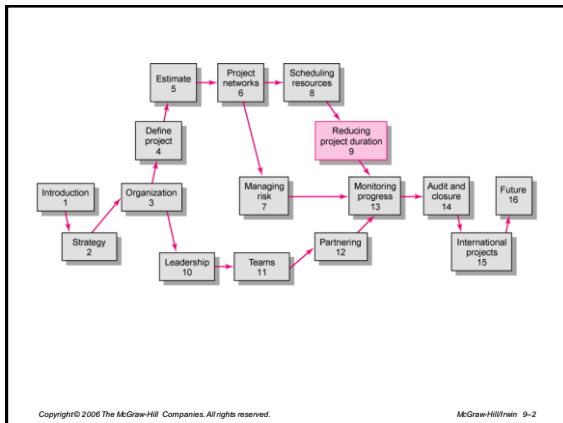 Estimate
5
Project
networks
6
Scheduling
resources
8
Define
project
4
Reducing
project duration
9
Introduction
1
Organization
3
Managing
risk
7
Monitoring
progress
13
Audit and
closure
14
Future
16
Strategy
2
Leadership
10
Teams
11
Partnering
12
International
projects
15
Copyright© 2006 The McGraw-Hill Companies. All rights reserved.
McGraw-Hill/Irwin 9–2